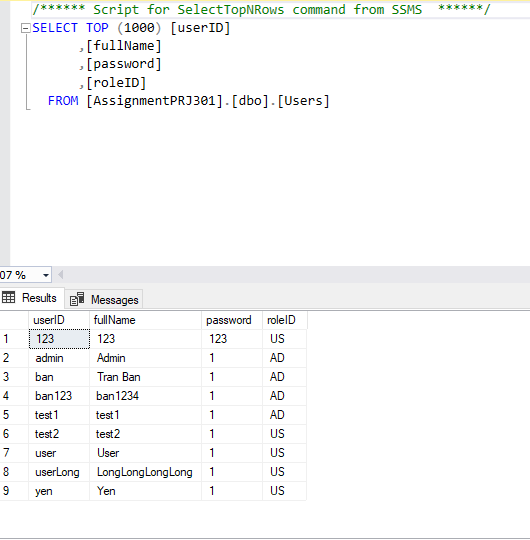 /****** Script for SelectTopNRows command from SSMS  ******/
SELECT TOP (1000) [userID]
      ,[fullName]
      ,[password]
      ,[roleID]
  FROM [AssignmentPRJ301].[dbo].[Users]
07 %
Results Messages
userID fullName password roleID
1 123 123 123 US
2 admin Admin 1 AD
3 ban Tran Ban 1 AD
4 ban123 ban1234 1 AD
5 test1 test1 1 AD
6 test2 test2 1 US
7 user User 1 US
8 userLong LongLongLongLong 1 US
9 yen Yen 1 US